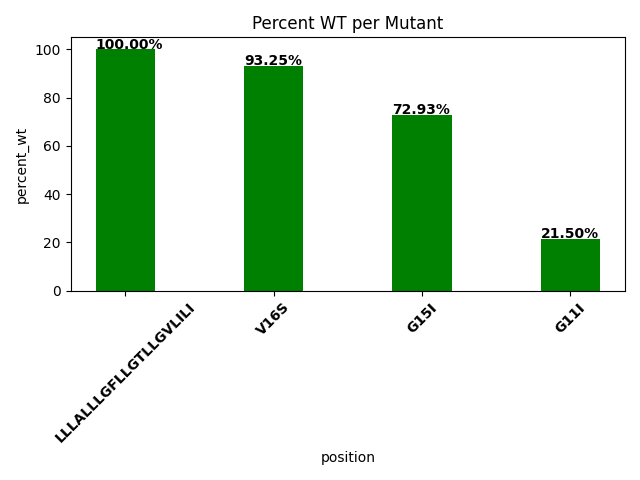 Percent WT per Mutant
percent_wt
100
80
60
40
20
0
100.00%
93.25%
72.93%
21.50%
LLLALLLGFLLGTLLGVLILI
V16S
G15I
G11I
position